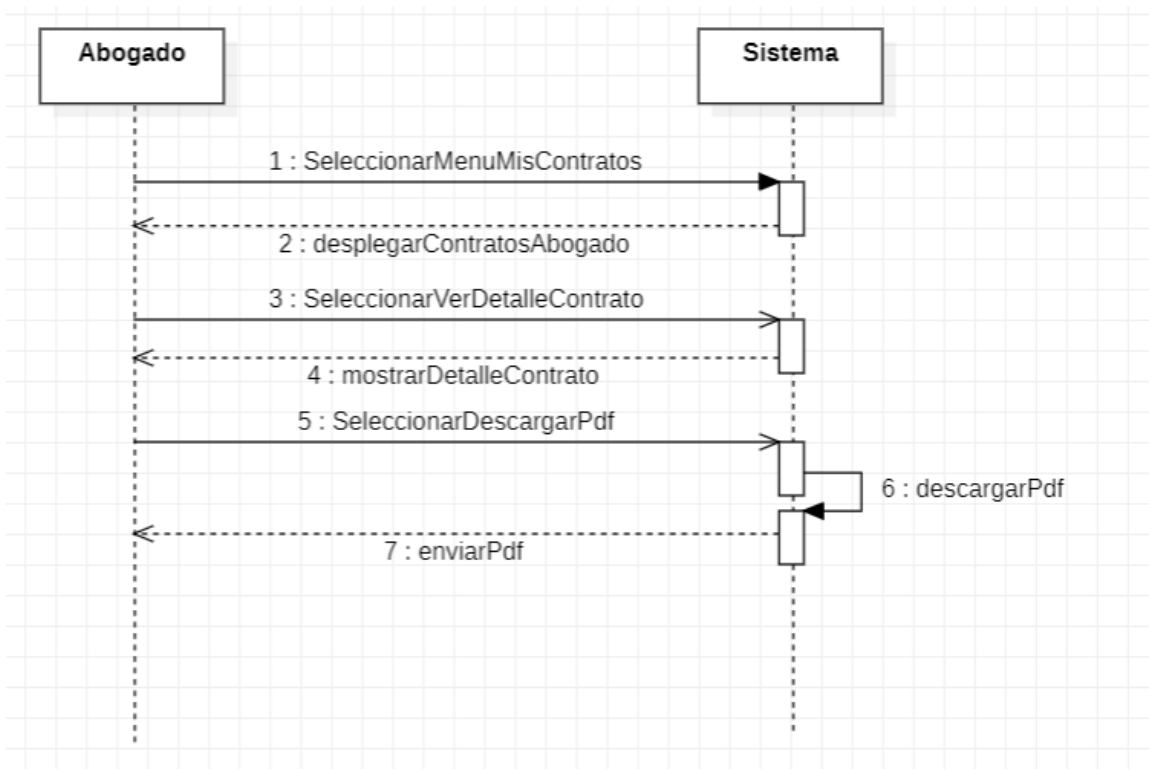 Abogado
Sistema
1 : SeleccionarMenuMisContratos
2 : desplegarContratosAbogado
3 : SeleccionarVerDetalleContrato
4 : mostrarDetalleContrato
5 : SeleccionarDescargarPdf
6 : descargarPdf
7 : enviarPdf